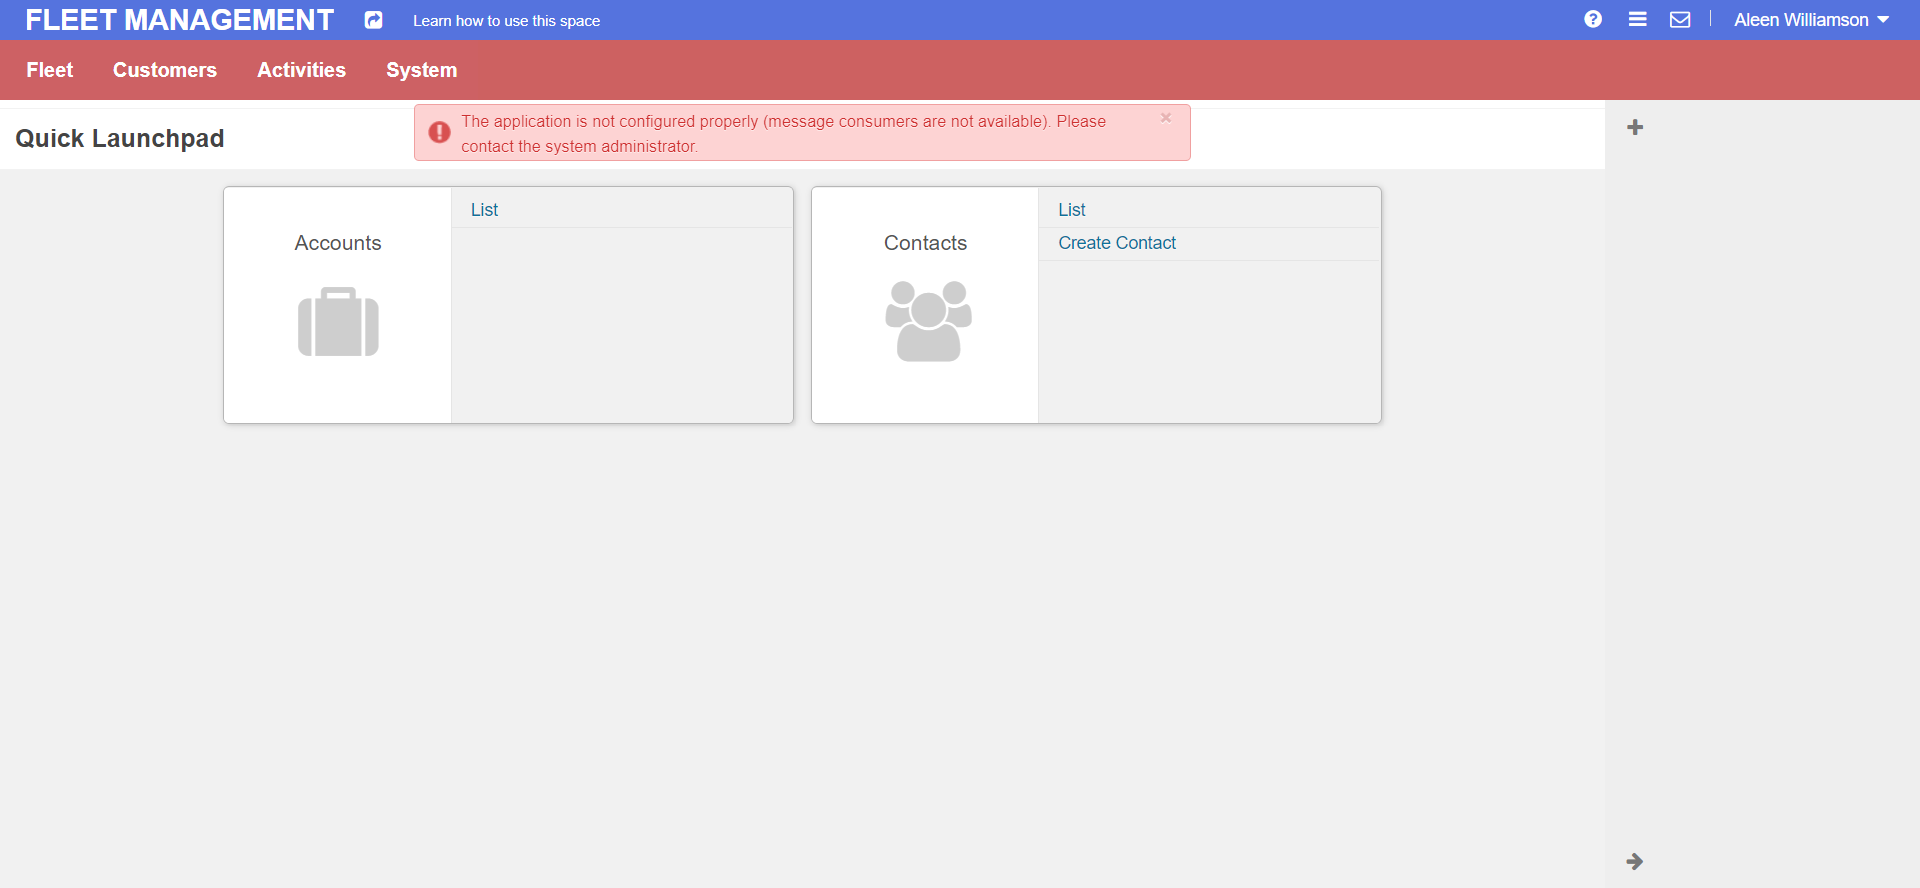 FLEET MANAGEMENT
Learn how to use this space
Aleen Williamson
Fleet
Customers
Activities
System
Quick Launchpad
The application is not configured properly (message consumers are not available). Please
contact the system administrator.
×
Accounts
List
Contacts
List
Create Contact